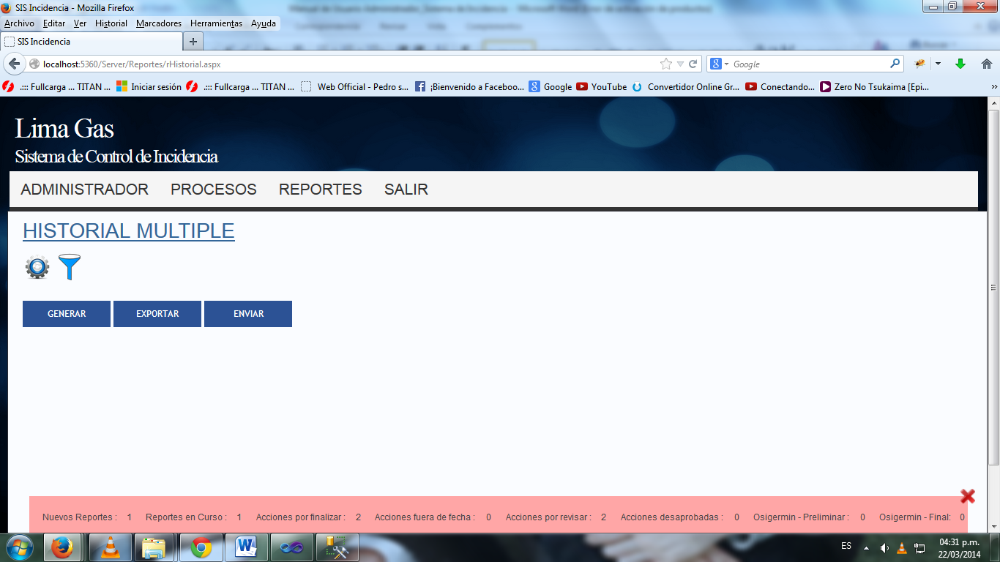 SIS Incidencia - Mozilla Firefox
Archivo Editar Ver Historial Marcadores Herramientas Ayuda
SIS Incidencia
localhost:5360/Server/Reportes/rHistorial.aspx
Google
.::: Fullcarga ... TITAN ... Iniciar sesión .::: Fullcarga ... TITAN ... Web Official - Pedro s... ¡Bienvenido a Faceboo... Google YouTube Convertidor Online Gr... Conectando... Zero No Tsukaima [Epi...
Lima Gas
Sistema de Control de Incidencia
ADMINISTRADOR PROCESOS REPORTES SALIR
HISTORIAL MULTIPLE
GENERAR EXPORTAR ENVIAR
Nuevos Reportes : 1 Reportes en Curso : 1 Acciones por finalizar : 2 Acciones fuera de fecha : 0 Acciones por revisar : 2 Acciones desaprobadas : 0 Osigermin - Preliminar : 0 Osigermin - Final: 0
ES
04:31 p.m.
22/03/2014